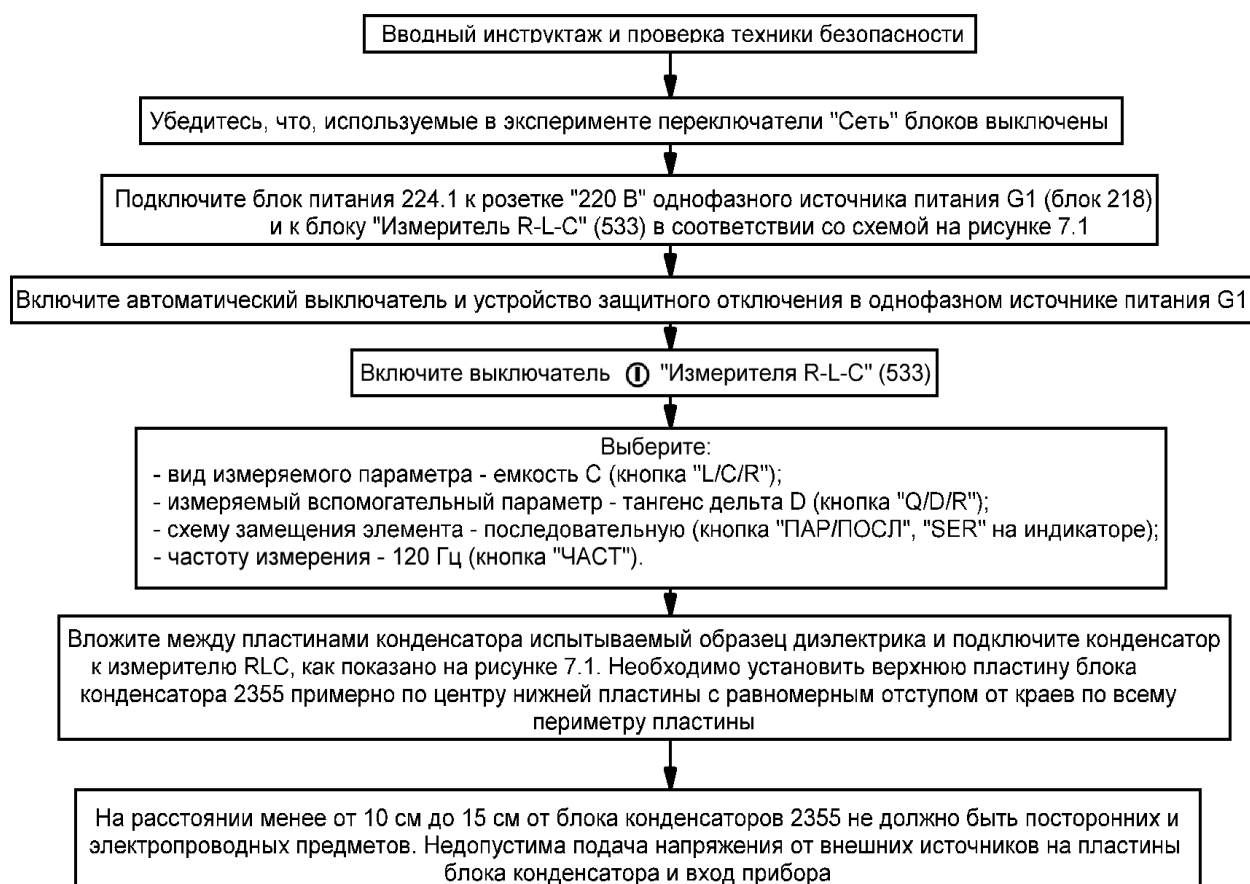 Вводный инструктаж и проверка техники безопасности
Убедитесь, что, используемые в эксперименте переключатели "Сеть" блоков выключены
Подключите блок питания 224.1 к розетке "220 В" однофазного источника питания G1 (блок 218)
и к блоку "Измеритель R-L-C" (533) в соответствии со схемой на рисунке 7.1
Включите автоматический выключатель и устройство защитного отключения в однофазном источнике питания G1
Включите выключатель "Измерителя R-L-C" (533)
Выберите:
- вид измеряемого параметра - емкость С (кнопка "L/C/R");
- измеряемый вспомогательный параметр - тангенс дельта D (кнопка "Q/D/R");
- схему замещения элемента - последовательную (кнопка "ПАР/ПОСЛ", "SER" на индикаторе);
- частоту измерения - 120 Гц (кнопка "ЧАСТ").
Вложите между пластинами конденсатора испытываемый образец диэлектрика и подключите конденсатор
к измерителю RLC, как показано на рисунке 7.1. Необходимо установить верхнюю пластину блока
конденсатора 2355 примерно по центру нижней пластины с равномерным отступом от краев по всему
периметру пластины
На расстоянии менее от 10 см до 15 см от блока конденсаторов 2355 не должно быть посторонних и
электропроводных предметов. Недопустима подача напряжения от внешних источников на пластины
блока конденсатора и вход прибора